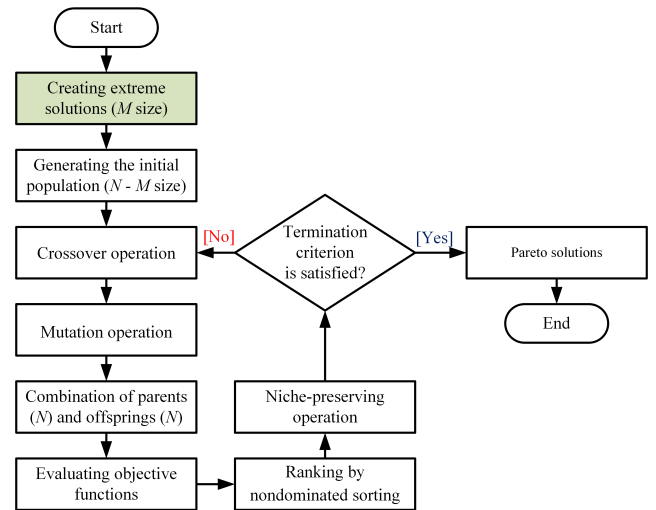 Start
Creating extreme
solutions (M size)
Generating the initial
population (N - M size)
Crossover operation
Mutation operation
Combination of parents
(N) and offsprings (N)
Evaluating objective
functions
Ranking by
nondominated sorting
Niche-preserving
operation
Termination
criterion
is satisfied?
[No]
[Yes]
Pareto solutions
End